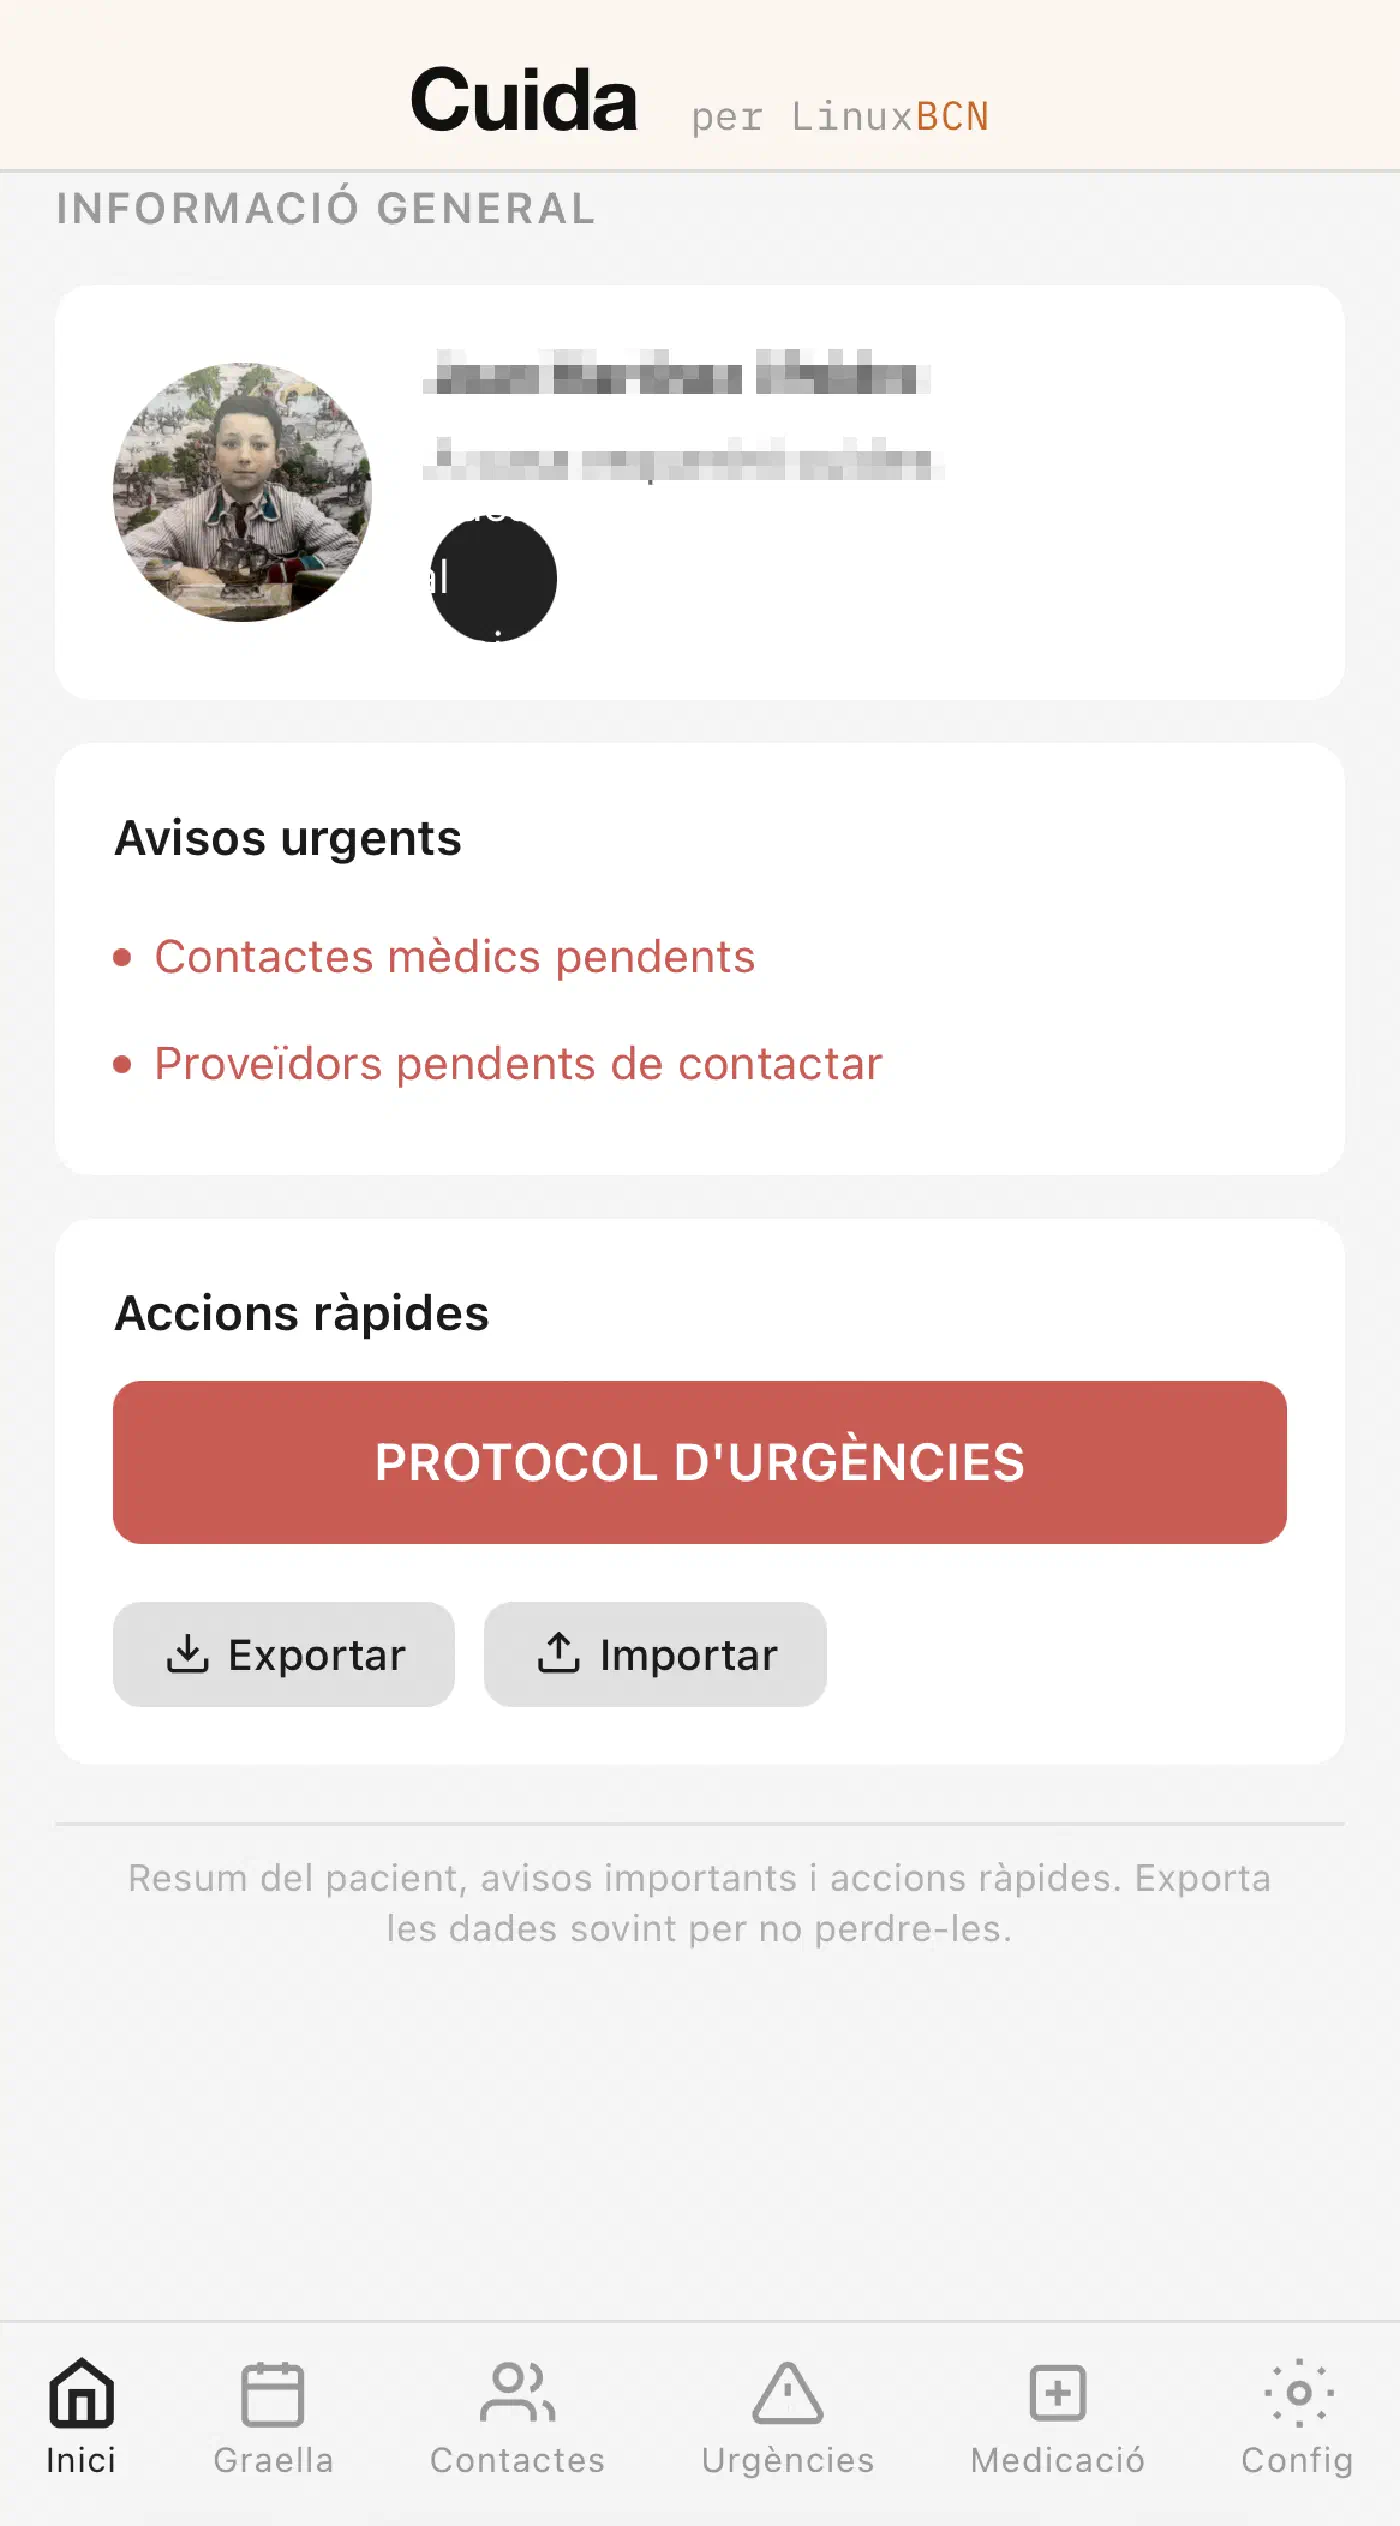 Cuida per LinuxBCN
INFORMACIÓ GENERAL
al
Avisos urgents
Contactes mèdics pendents
Proveïdors pendents de contactar
Accions ràpides
PROTOCOL D'URGÈNCIES
Exportar
Importar
Resum del pacient, avisos importants i accions ràpides. Exporta
les dades sovint per no perdre-les.
Inici
Graella
Contactes
Urgències
Medicació
Config